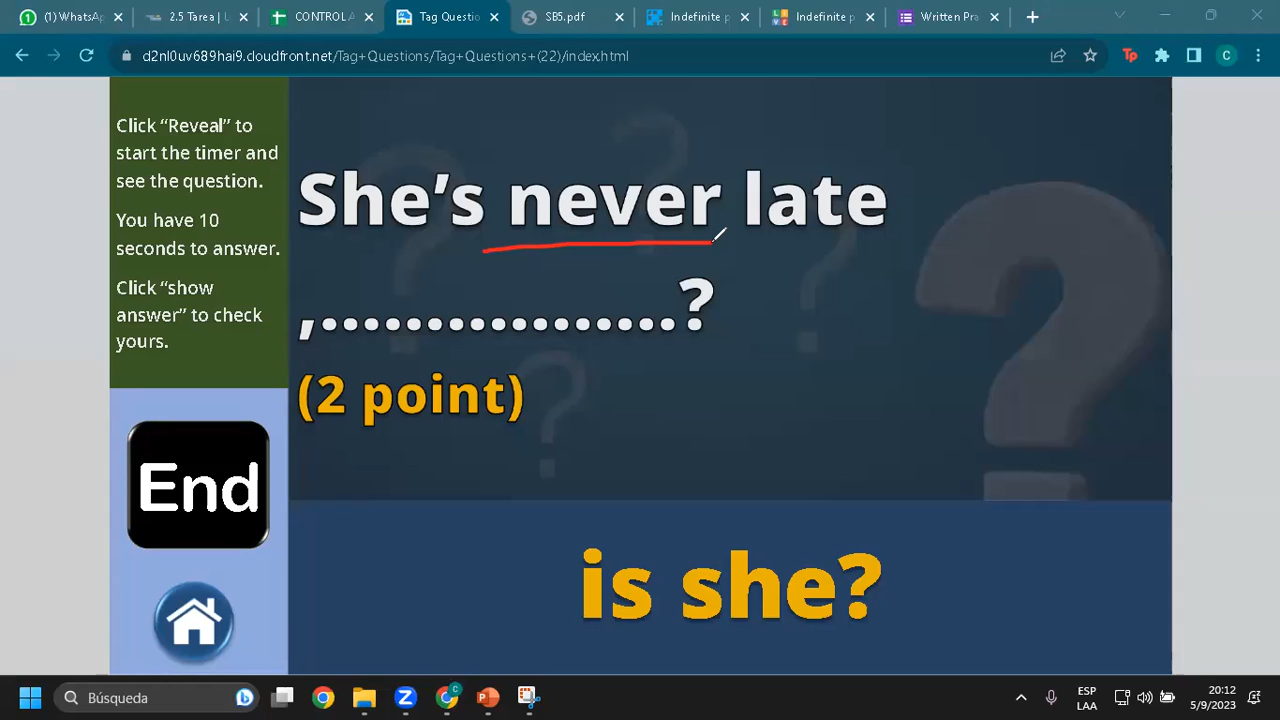 (1) WhatsAp
2.5 Tarea | U
CONTROL A
Tag Questio
SB5.pdf
Indefinite p
Indefinite p
Written Pra
d2nl0uv689hai9.cloudfront.net/Tag+Questions/Tag+Questions+(22)/index.html
Tp
C
Click “Reveal” to
start the timer and
see the question.
You have 10
seconds to answer.
Click “show
answer” to check
yours.
She’s never late
,.................?
(2 point)
End
is she?
Búsqueda
ESP
LAA
20:12
5/9/2023